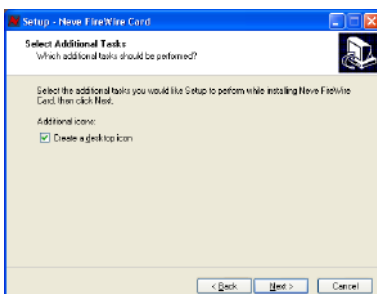 Setup - Neve FireWire Card
Select Additional Tasks
Which additional tasks should be performed?
Select the additional tasks you would like Setup to perform while installing Neve FireWire
Card, then click Next.
Additional icons:
Create a desktop icon
< Back Next > Cancel